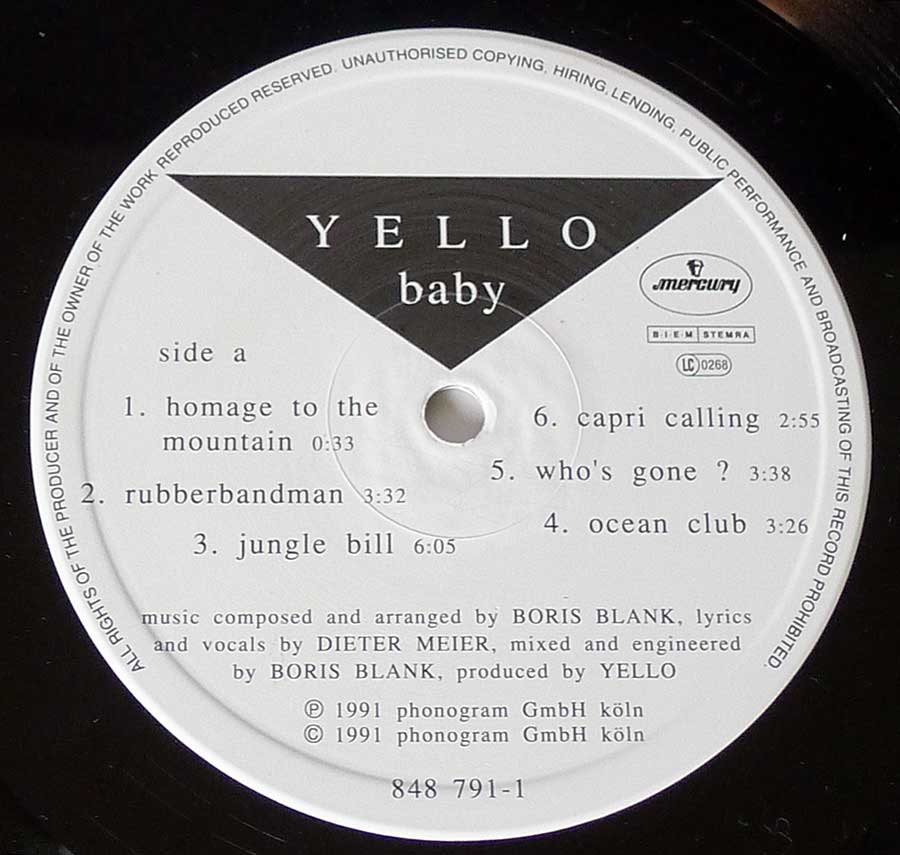 ALL RIGHTS OF THE PRODUCER AND OF THE OWNER OF THE WORK REPRODUCED RESERVED. UNAUTHORISED COPYING, HIRING, LENDING, PUBLIC PERFORMANCE AND BROADCASTING OF THIS RECORD PROHIBITED.
YELLO
baby
mercury
B·I·E·M STEMRA
LC 0268
side a
1. homage to the
mountain 0:33
2. rubberbandman 3:32
3. jungle bill 6:05
4. ocean club 3:26
5. who's gone ? 3:38
6. capri calling 2:55
music composed and arranged by BORIS BLANK, lyrics
and vocals by DIETER MEIER, mixed and engineered
by BORIS BLANK, produced by YELLO
℗ 1991 phonogram GmbH köln
© 1991 phonogram GmbH köln
848 791-1